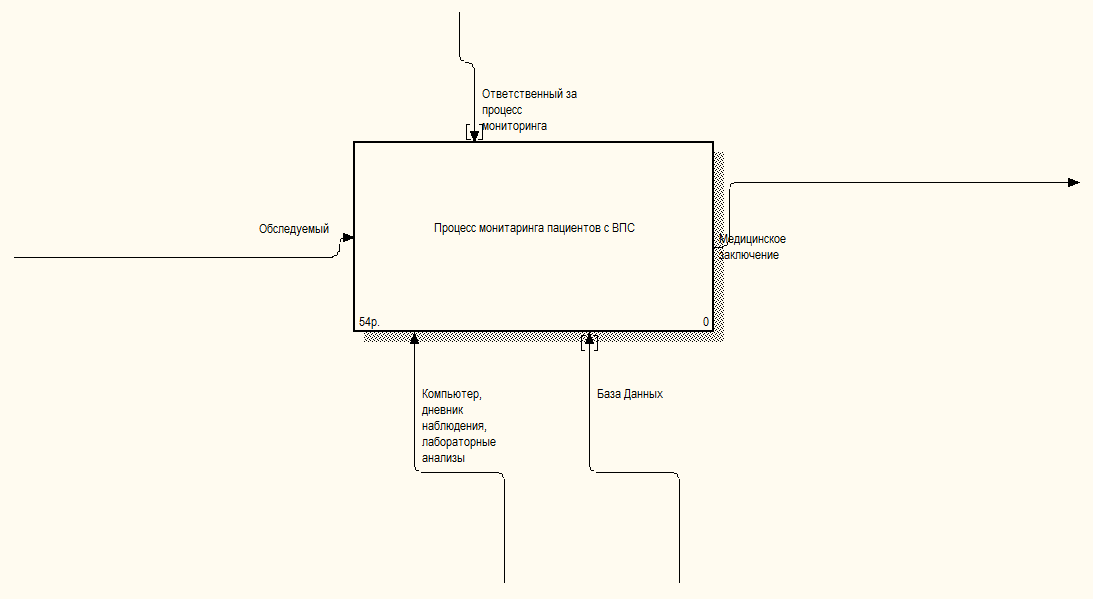 Ответственный за
процесс
мониторинга
Обследуемый
Процесс монитаринга пациентов с ВПС
Медицинское
заключение
54р.
0
Компьютер,
дневник
наблюдения,
лабораторные
анализы
База Данных